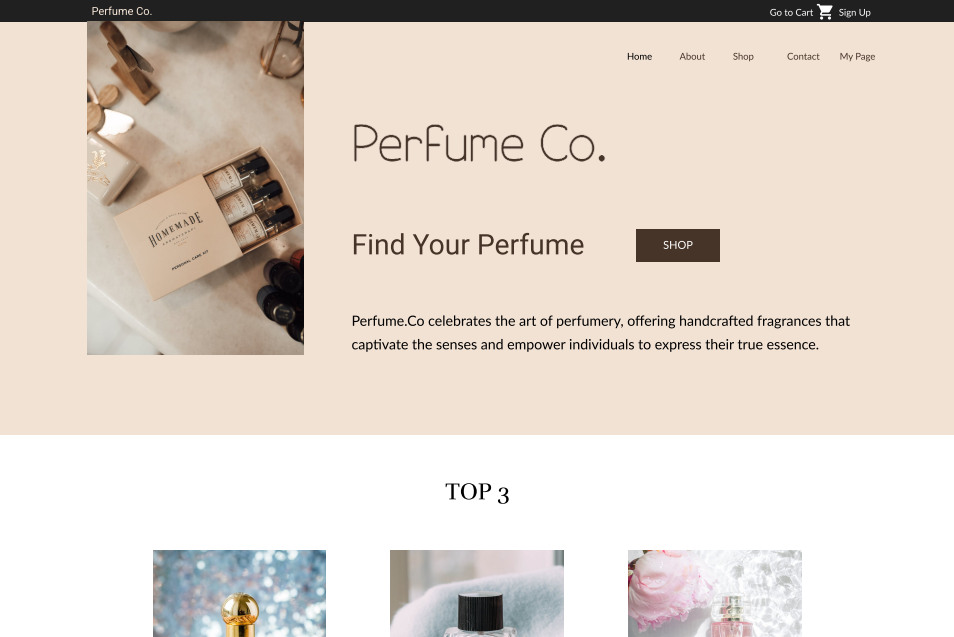 Perfume Co.
Go to Cart
Sign Up
Home
About
Shop
Contact
My Page
Perfume Co.
HOMEMADE
PERSONAL CARE KIT
Find Your Perfume
SHOP
Perfume.Co celebrates the art of perfumery, offering handcrafted fragrances that
captivate the senses and empower individuals to express their true essence.
TOP 3